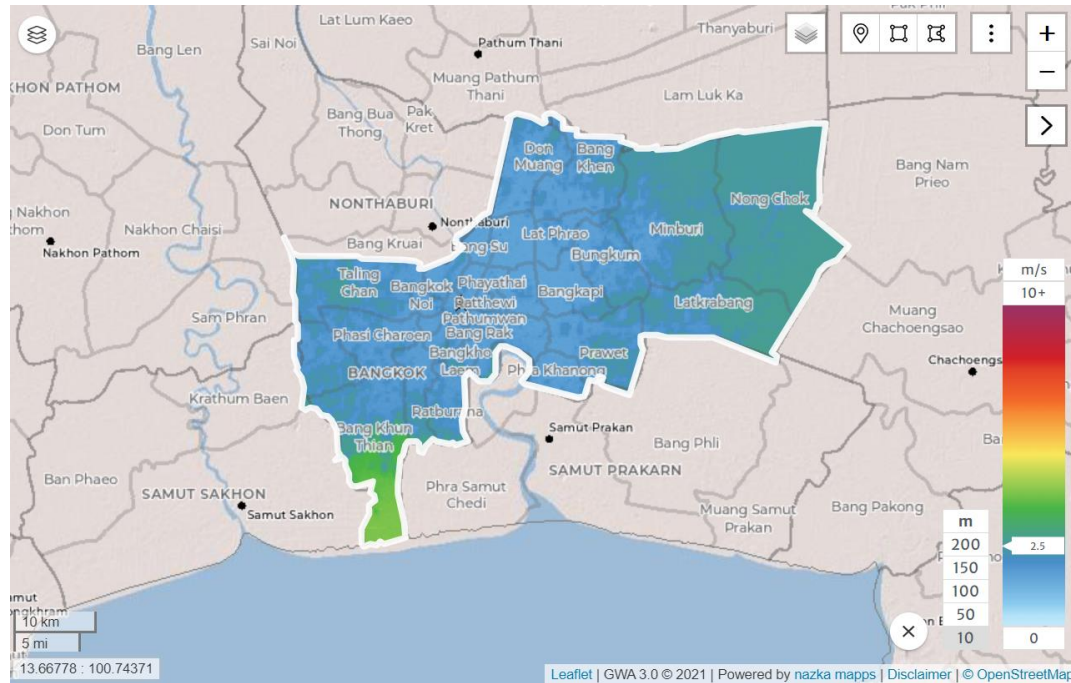 Lat Lum Kaeo
Thanyaburi
Bang Len
Sai Noi
Pathum Thani
Muang Pathum
Thani
KHON PATHOM
Lam Luk Ka
Bang Bua
Thong
Pak
Kret
Don Tum
Don
Muang
Bang
Khen
Bang Nam
Prieo
Nong Chok
NONTHABURI
Nakhon
Nakhon Chaisi
Nonthaburi
Lat Phrao
Minburi
Nakhon Pathom
Bang Kruai
Bungkum
Taling
Chan
Bangkok
Noi
Phayathai
Ratthewi
Pathumwan
Bangkapi
Latkrabang
Sam Phran
Muang
Chachoengsao
Phasi Charoen
Bang Rak
Bangkho
Laem
Prawet
Phra Khanong
BANGKOK
Chachoengs
Krathum Baen
Ratburana
Bang Khun
Thian
Samut Prakan
Bang Phli
SAMUT PRAKARN
Ban Phaeo
SAMUT SAKHON
Phra Samut
Chedi
Samut Sakhon
Muang Samut
Prakan
Bang Pakong
+
−
m/s
10+
2.5
0
m
200
150
100
50
10
10 km
5 mi
13.66778 : 100.74371
Leaflet | GWA 3.0 © 2021 | Powered by nazka mapps | Disclaimer | © OpenStreetMap